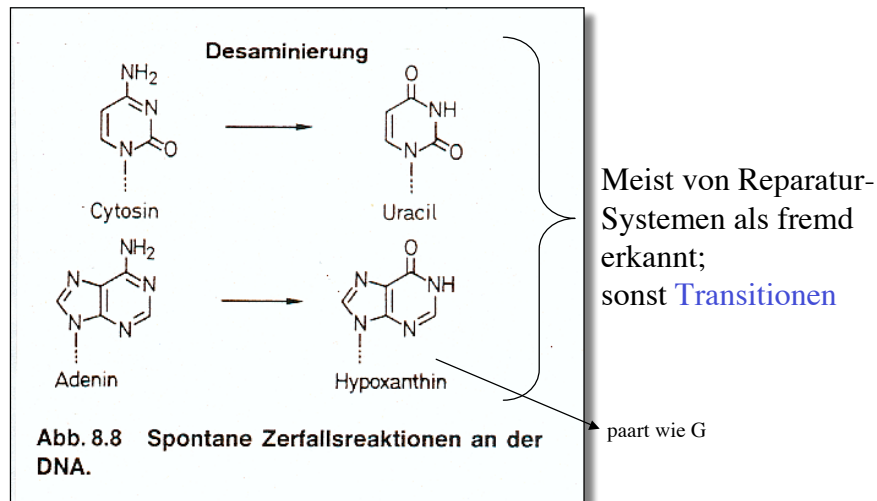 Desaminierung
NH2
N
N
O
Cytosin
O
NH
N
O
Uracil
NH2
N
N
N
N
Adenin
O
N
NH
N
N
Hypoxanthin
Abb. 8.8 Spontane Zerfallsreaktionen an der
DNA.
Meist von Reparatur-
Systemen als fremd
erkannt;
sonst Transitionen
paart wie G